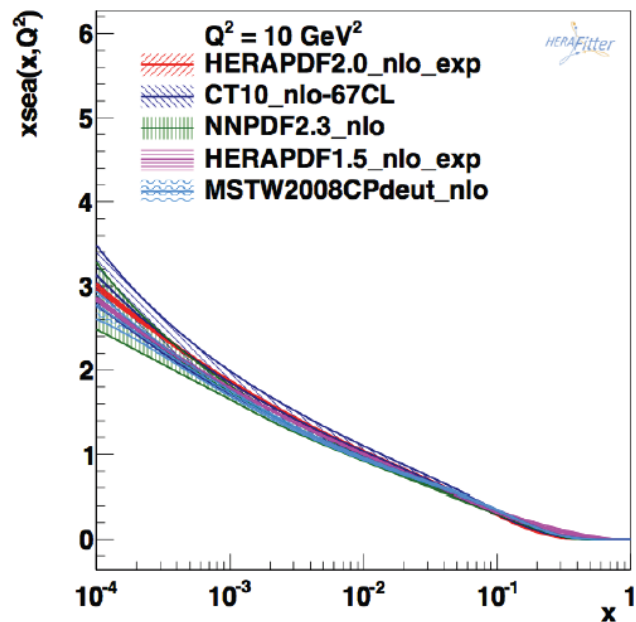 Q² = 10 GeV²
HERAFitter
HERAPDF2.0_nlo_exp
CT10_nlo-67CL
NNPDF2.3_nlo
HERAPDF1.5_nlo_exp
MSTW2008CPdeut_nlo
xsea(x,Q²)
6
5
4
3
2
1
0
10⁻⁴ 10⁻³ 10⁻² 10⁻¹ 1
x